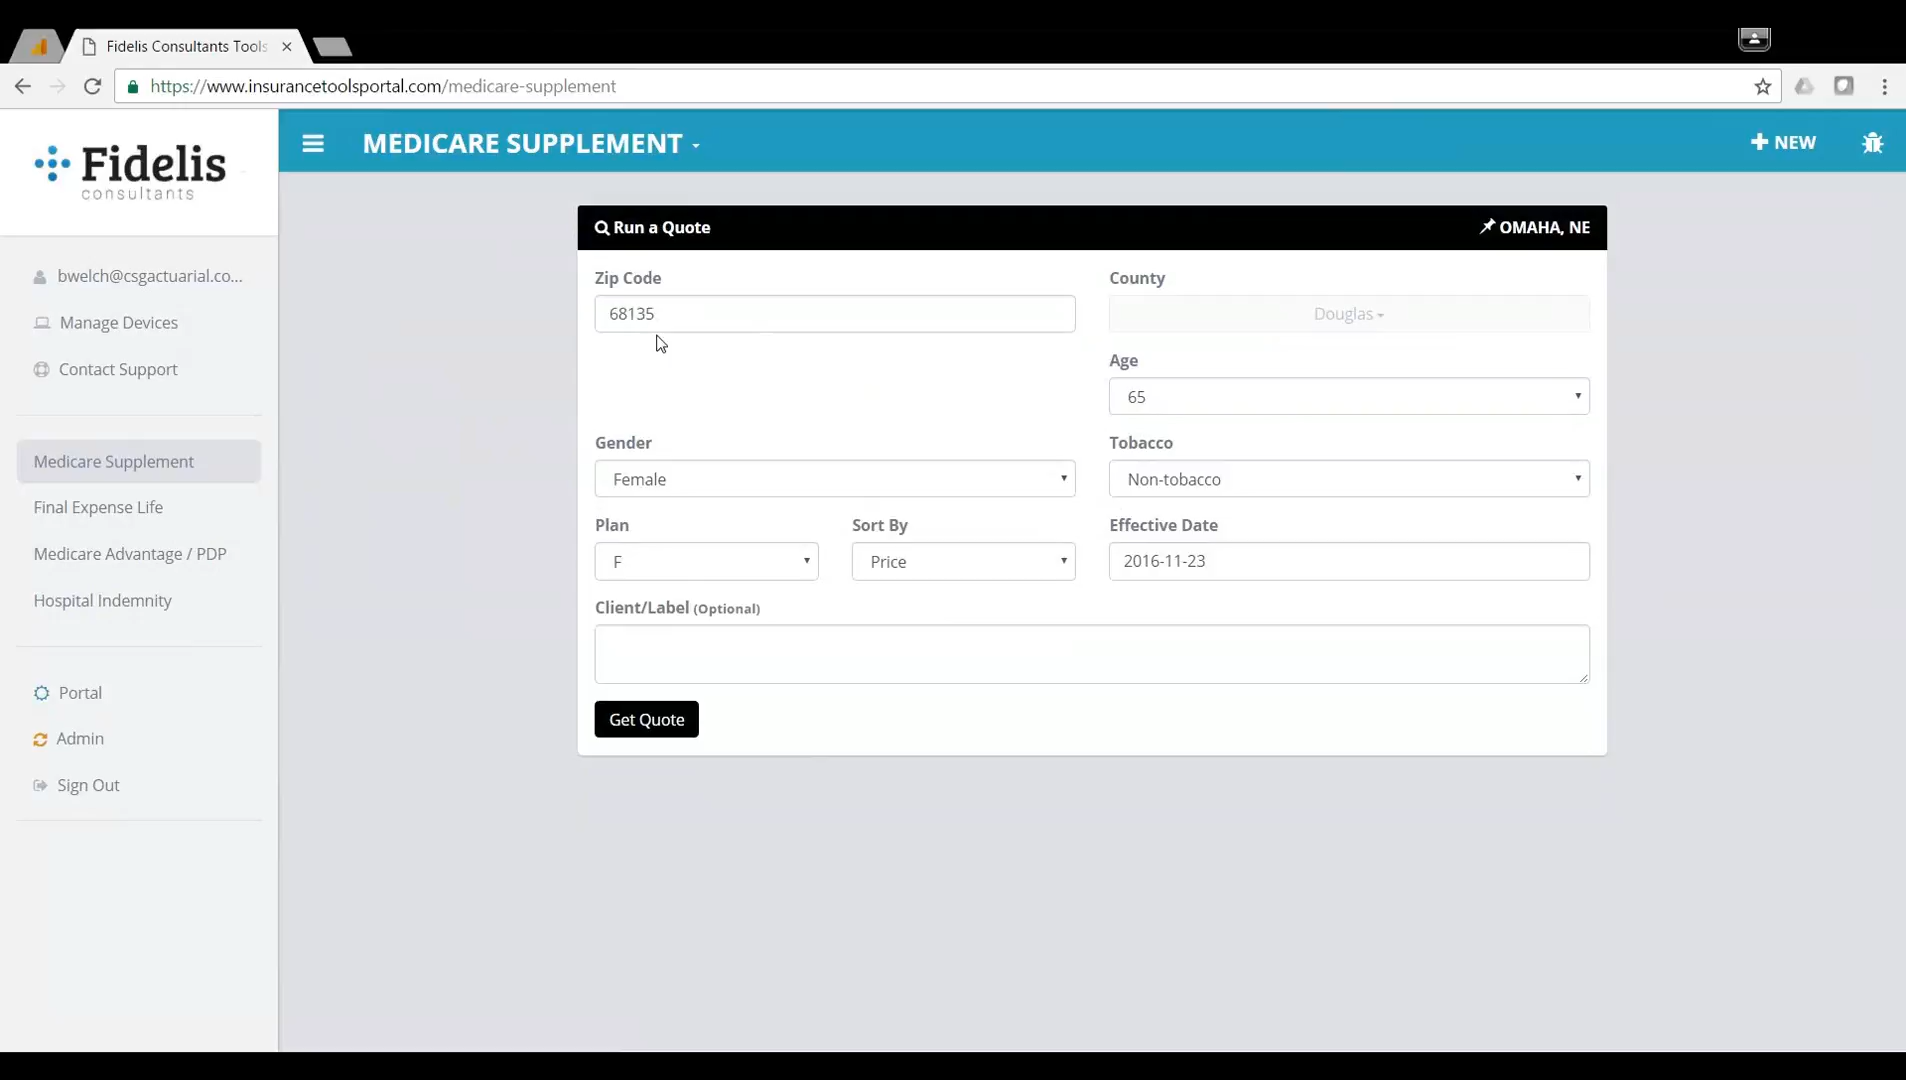 Fidelis Consultants Tools
https://www.insurancetoolsportal.com/medicare-supplement
Fidelis
consultants
bwelch@csgactuarial.co...
Manage Devices
Contact Support
Medicare Supplement
Final Expense Life
Medicare Advantage / PDP
Hospital Indemnity
Portal
Admin
Sign Out
MEDICARE SUPPLEMENT
NEW
Run a Quote
OMAHA, NE
Zip Code
68135
County
Douglas
Age
65
Gender
Female
Tobacco
Non-tobacco
Plan
F
Sort By
Price
Effective Date
2016-11-23
Client/Label (Optional)
Get Quote